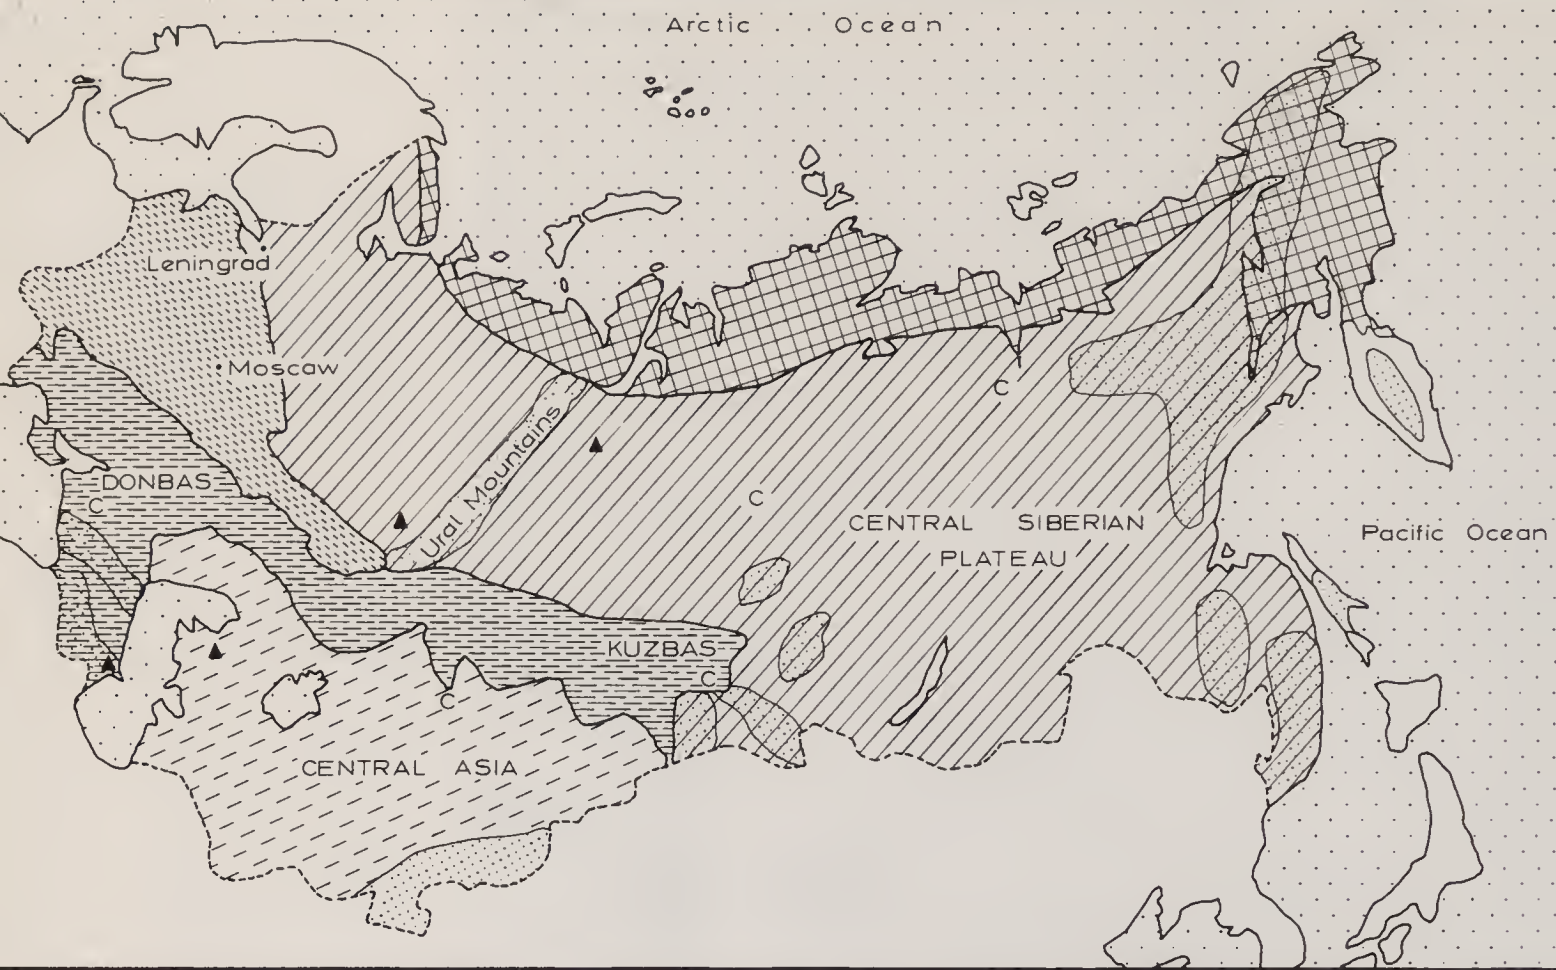 Arctic Ocean
Leningrad
Moscaw
Ural Mountains
DONBAS
C
C
C
CENTRAL SIBERIAN
PLATEAU
Pacific Ocean
KUZBAS
C
C
CENTRAL ASIA